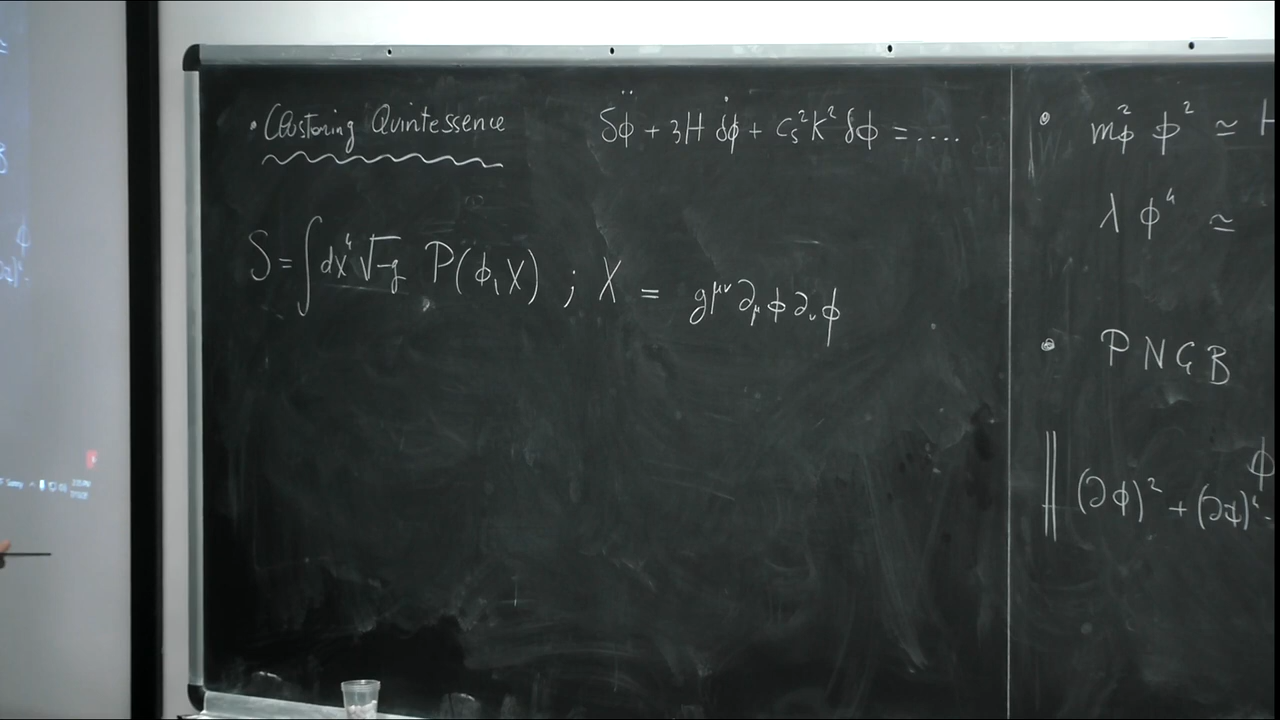 • Clustering Quintessence
δφ̈ + 3H δφ̇ + c_s² k² δφ = ....
S = ∫ dx⁴ √-g P(φ, X) ; X = g^{μν} ∂_μ φ ∂_ν φ
• m_φ² φ² ≃ H
λ φ⁴ ≃
• PNGB
φ
(∂φ)² + (∂φ)⁴